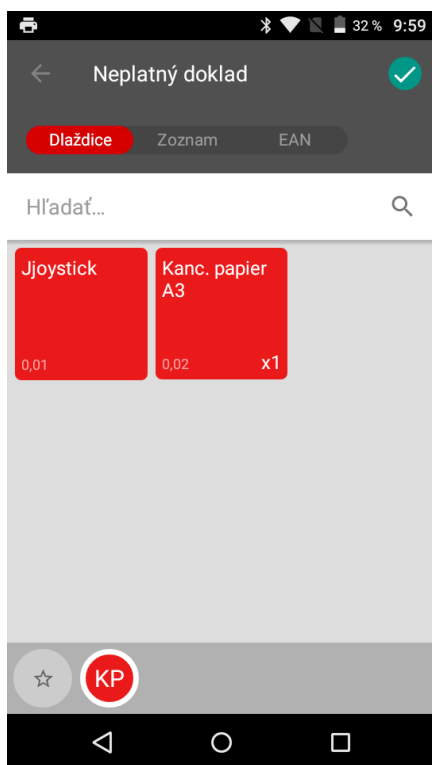 32 % 9:59
Neplatný doklad
Dlaždice Zoznam EAN
Hľadať...
Jjoystick
0,01
Kanc. papier
A3
0,02 x1
KP